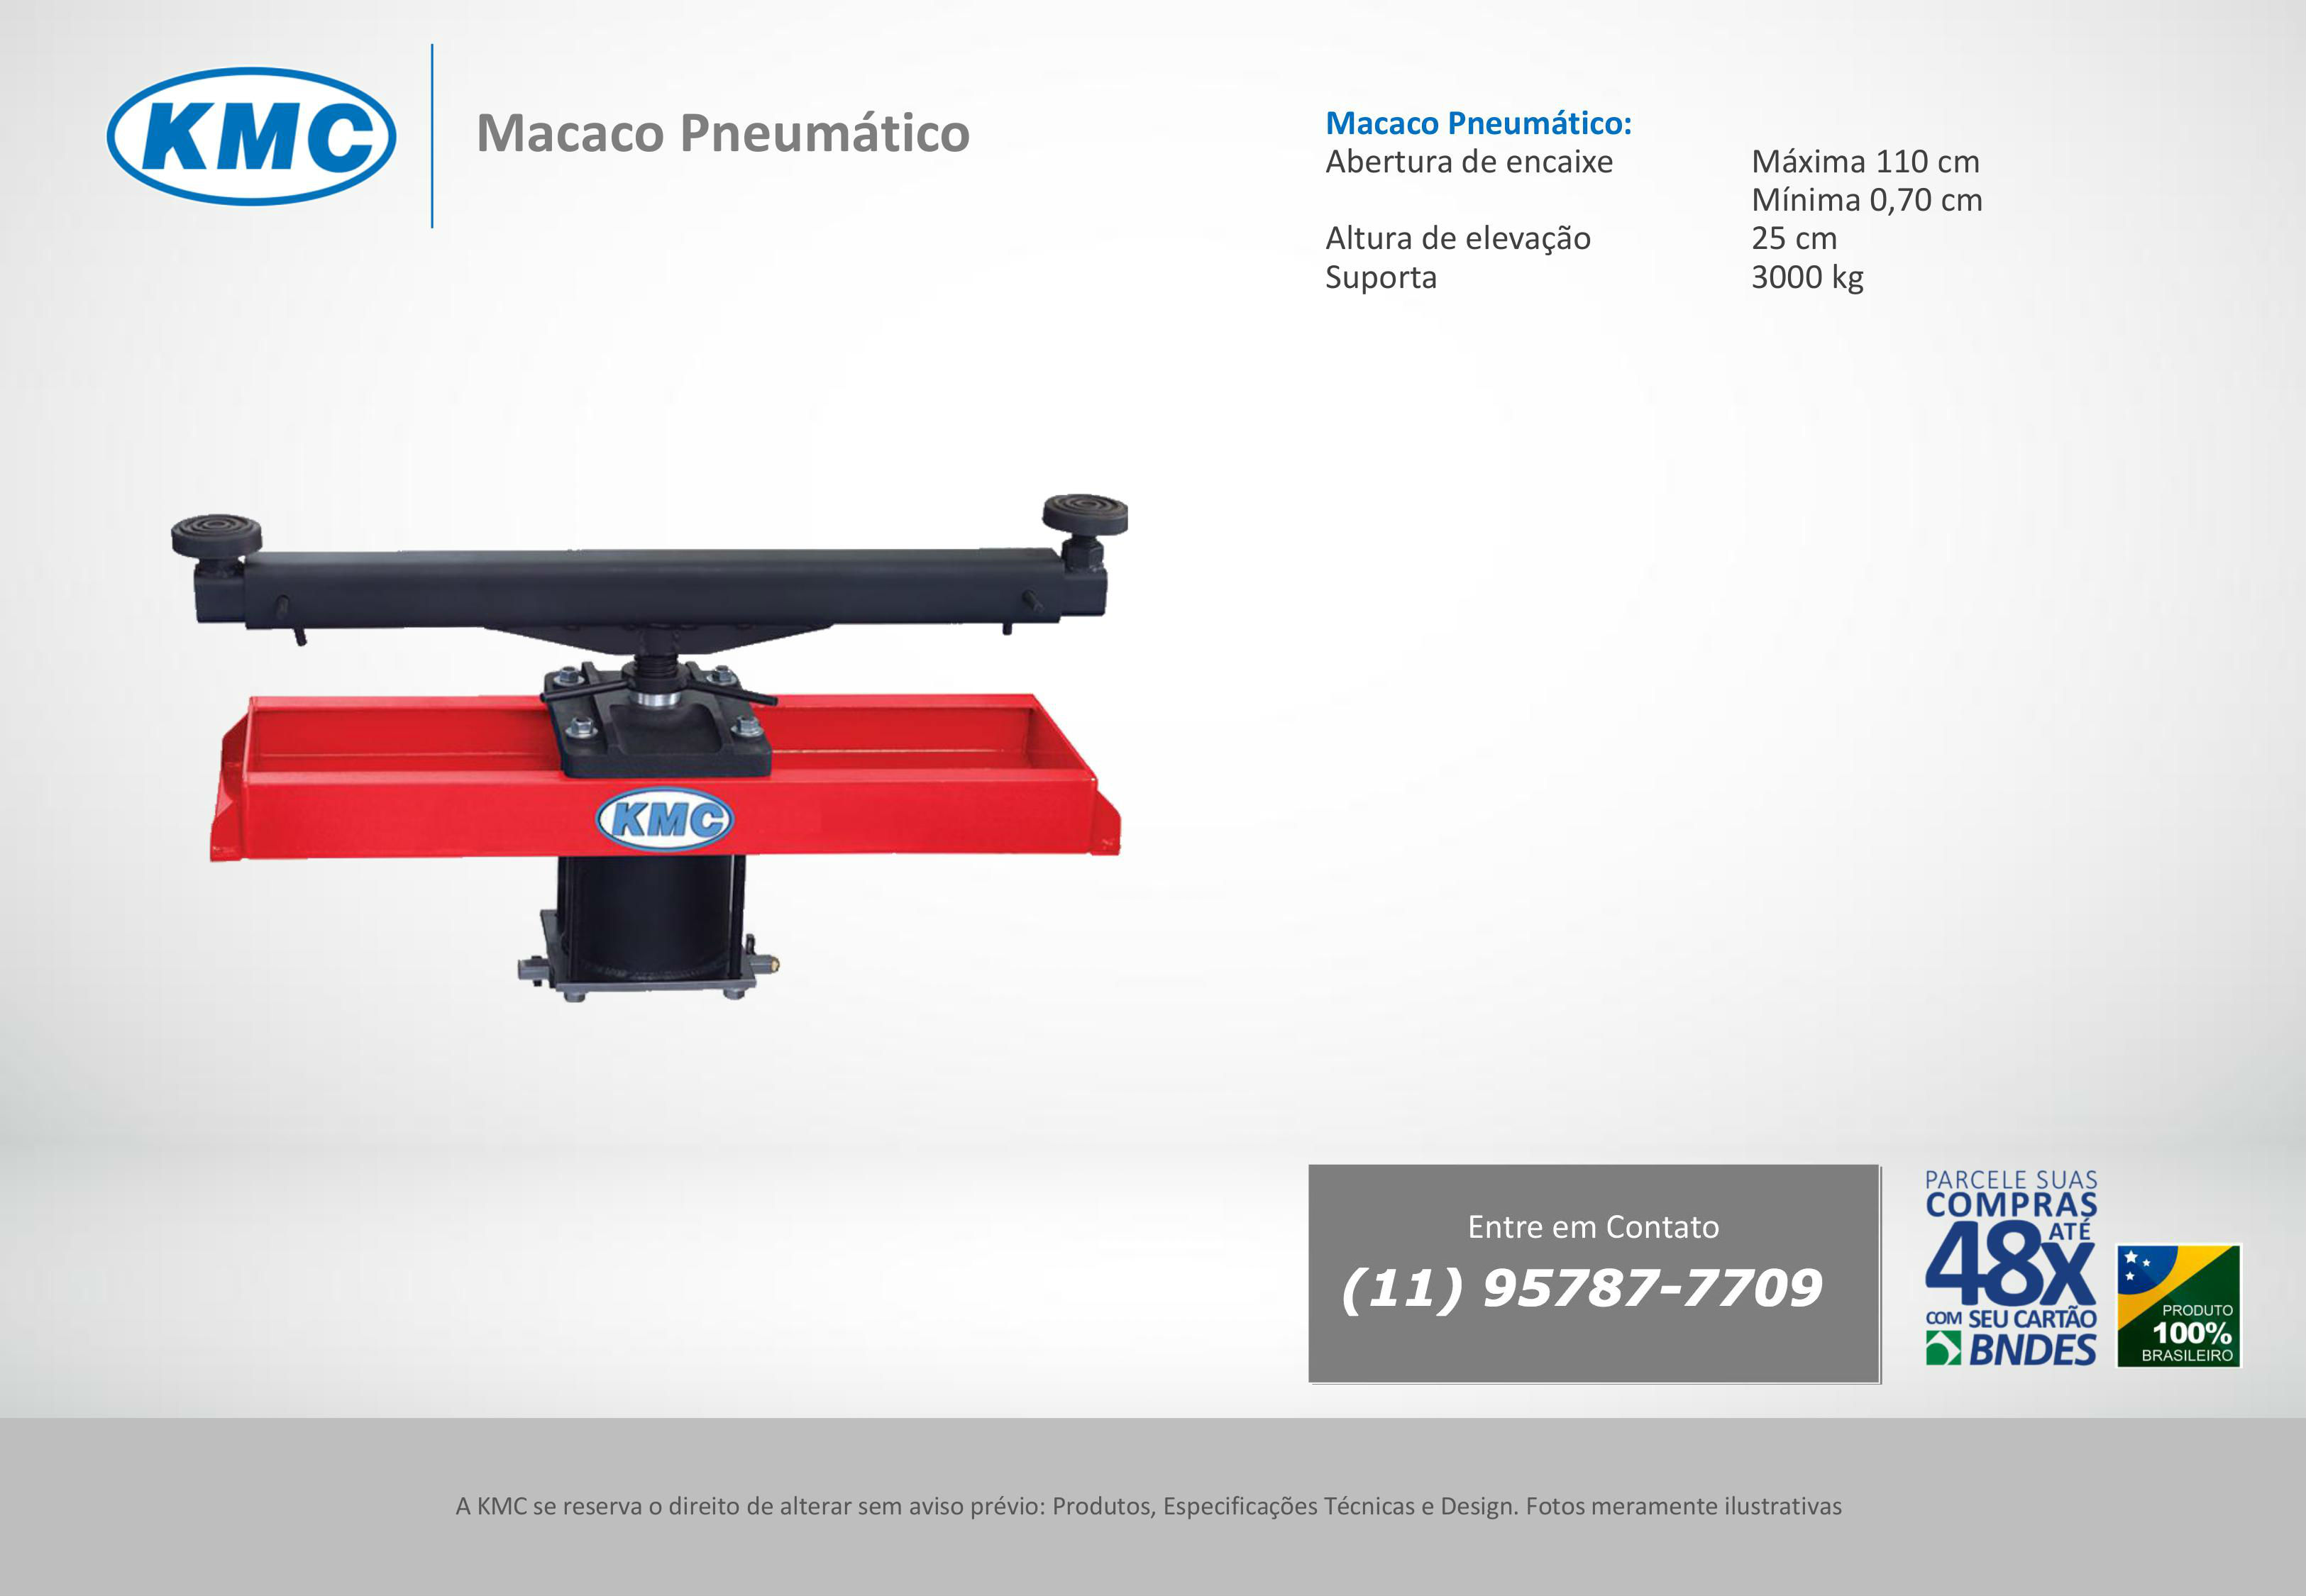 KMC
Macaco Pneumático
Macaco Pneumático:
Abertura de encaixe Máxima 110 cm
Mínima 0,70 cm
Altura de elevação 25 cm
Suporta 3000 kg
KMC
Entre em Contato
(11) 95787-7709
PARCELE SUAS
COMPRAS
ATÉ
48X
COM SEU CARTÃO
BNDES
PRODUTO
100%
BRASILEIRO
A KMC se reserva o direito de alterar sem aviso prévio: Produtos, Especificações Técnicas e Design. Fotos meramente ilustrativas